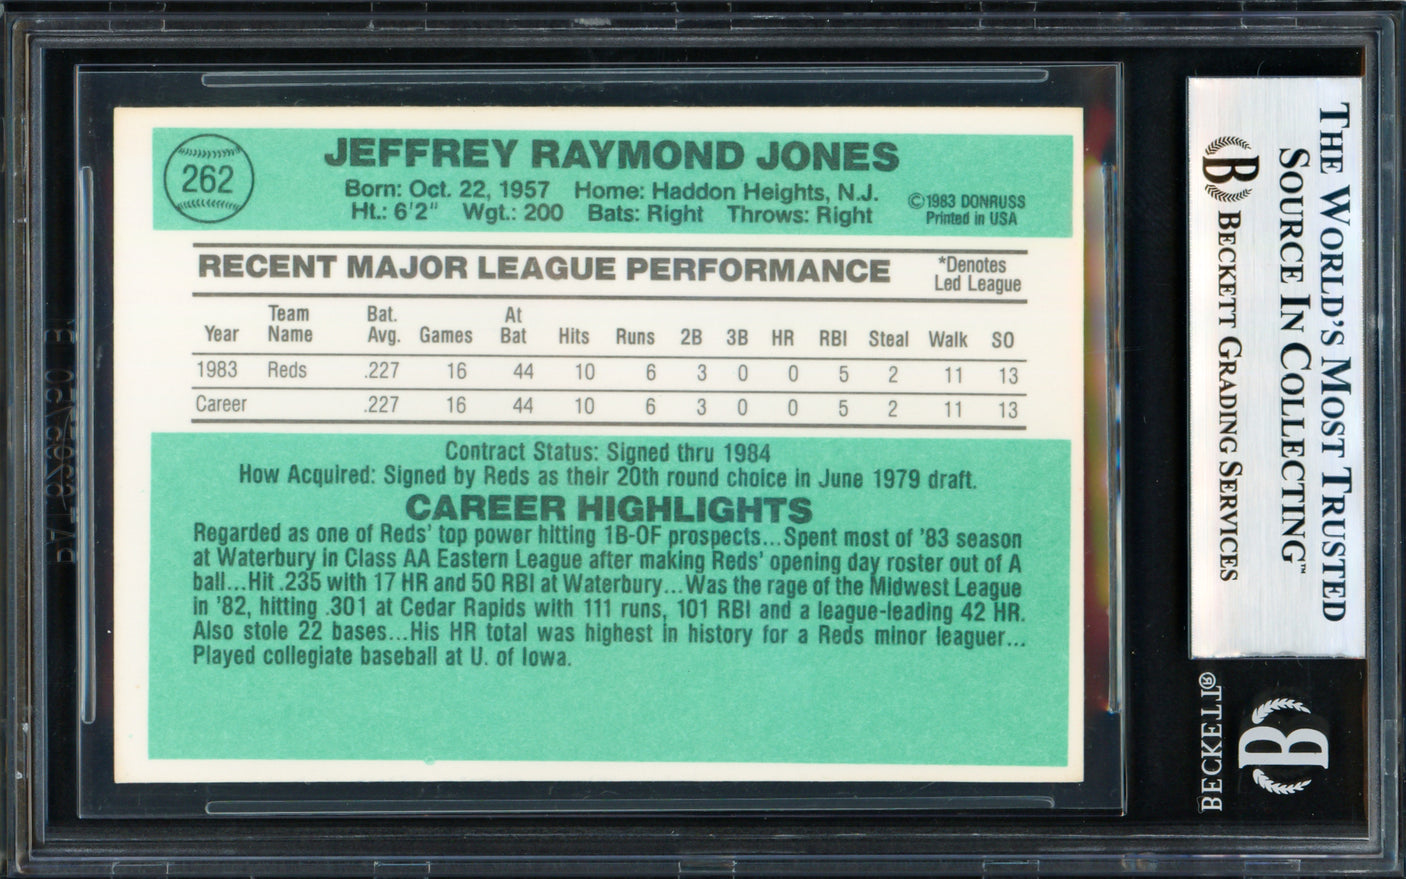 262
JEFFREY RAYMOND JONES
Born: Oct. 22, 1957 Home: Haddon Heights, N.J.
Ht.: 6'2" Wgt.: 200 Bats: Right Throws: Right
©1983 DONRUSS
Printed in USA
RECENT MAJOR LEAGUE PERFORMANCE
*Denotes
Led League
Year Team Name Bat. Avg. Games At Bat Hits Runs 2B 3B HR RBI Steal Walk SO
1983 Reds .227 16 44 10 6 3 0 0 5 2 11 13
Career .227 16 44 10 6 3 0 0 5 2 11 13
Contract Status: Signed thru 1984
How Acquired: Signed by Reds as their 20th round choice in June 1979 draft.
CAREER HIGHLIGHTS
Regarded as one of Reds' top power hitting 1B-OF prospects...Spent most of '83 season
at Waterbury in Class AA Eastern League after making Reds' opening day roster out of A
ball...Hit .235 with 17 HR and 50 RBI at Waterbury...Was the rage of the Midwest League
in '82, hitting .301 at Cedar Rapids with 111 runs, 101 RBI and a league-leading 42 HR.
Also stole 22 bases...His HR total was highest in history for a Reds minor leaguer...
Played collegiate baseball at U. of Iowa.
THE WORLD'S MOST TRUSTED
SOURCE IN COLLECTING™
B BECKETT GRADING SERVICES
BECKETT®
B